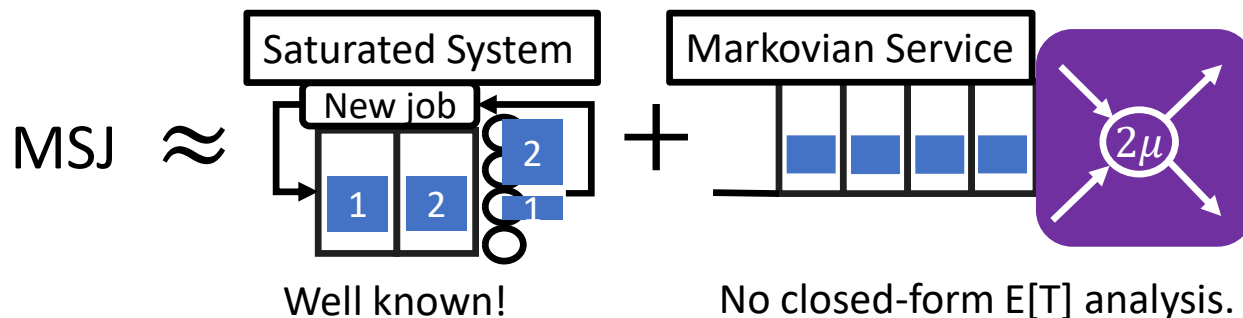 Saturated System
Markovian Service
New job
MSJ ≈ + 
1 2
2
1
2μ
Well known!
No closed-form E[T] analysis.